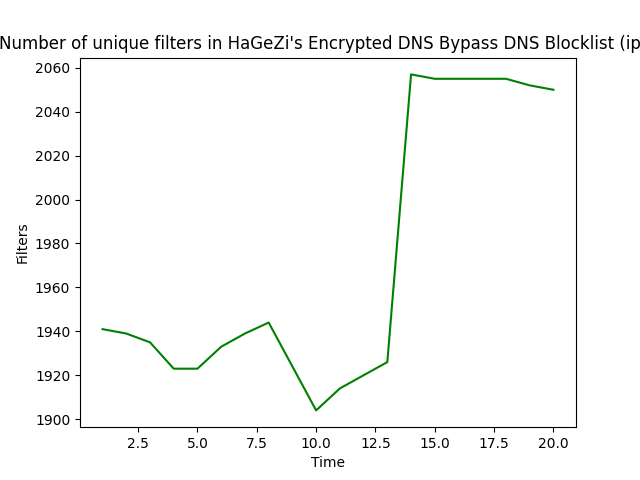 Number of unique filters in HaGeZi's Encrypted DNS Bypass DNS Blocklist (ip
2060
2040
2020
2000
1980
1960
1940
1920
1900
Filters
2.5 5.0 7.5 10.0 12.5 15.0 17.5 20.0
Time